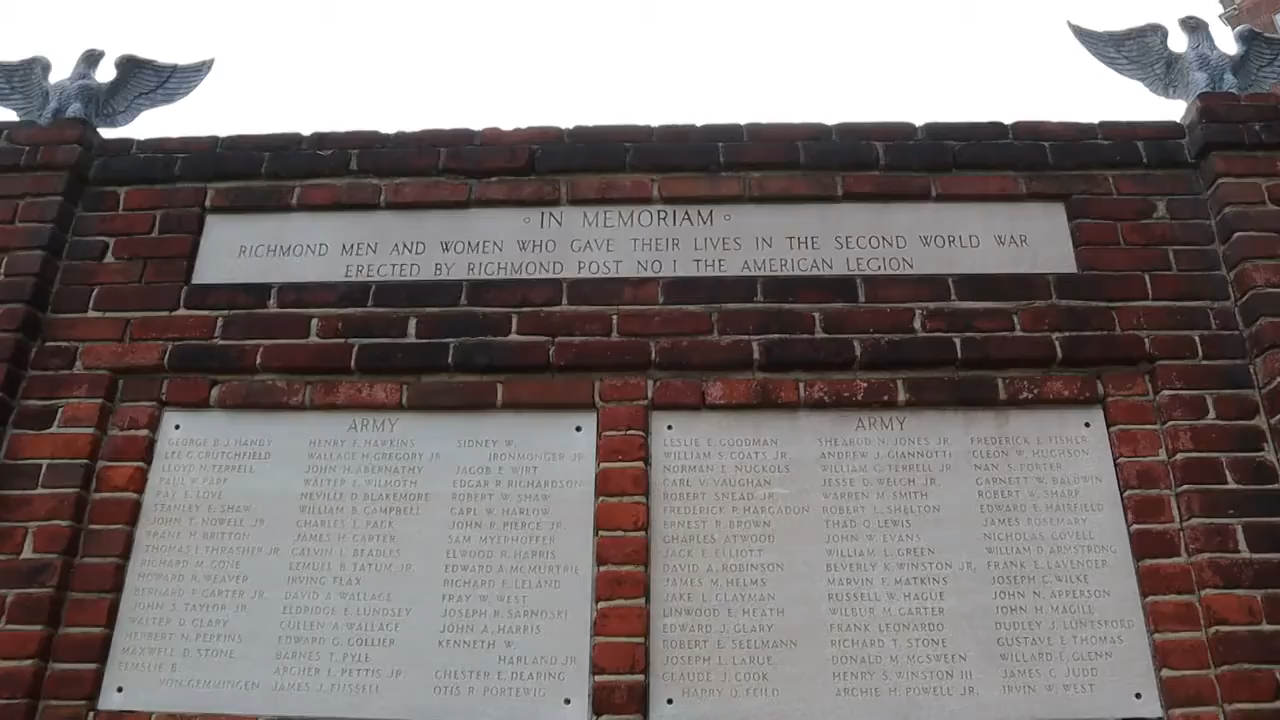 IN MEMORIAM
RICHMOND MEN AND WOMEN WHO GAVE THEIR LIVES IN THE SECOND WORLD WAR
ERECTED BY RICHMOND POST NO 1 THE AMERICAN LEGION
ARMY
GEORGE B. J. HANDY
LEE G. CRUTCHFIELD
LLOYD N. TERRELL
PAUL W. PARK
RAY E. LOVE
STANLEY E. SHAW
JOHN T. NOWELL JR.
FRANK H. BRITTON
THOMAS I. THRASHER JR
RICHARD M. CONE
HOWARD R. WEAVER
BERNARD P. CARTER JR.
JOHN S. TAYLOR JR.
WALTER D. CLARY
HERBERT N. PERKINS
MAXWELL D. STONE
ELMSLIE B.
VON GEMMINGEN
HENRY F. HAWKINS
WALLACE H. GREGORY JR
JOHN H. ABERNATHY
WALTER E. WILMOTH
NEVILLE D. BLAKEMORE
WILLIAM B. CAMPBELL
CHARLES L. PACK
JAMES H. CARTER
CALVIN L. BEADLES
LEMUEL B. TATUM, JR.
IRVING FLAX
DAVID A. WALLACE
ELDRIDGE E. LUNDSEY
CULLEN A. WALLACE
EDWARD G. COLLIER
BARNES T. PYLE
ARCHER L. PETTIS JR
JAMES J. FUSSELL
SIDNEY W.
IRONMONGER JR.
JACOB E. WIRT
EDGAR R. RICHARDSON
ROBERT W. SHAW
CARL W. HARLOW
JOHN R. PIERCE JR.
SAM MYERHOFFER
ELWOOD R. HARRIS
EDWARD A. MCMURTRIE
RICHARD E. LELAND
FRAY W. WEST
JOSEPH R. SARNOSKI
JOHN A. HARRIS
KENNETH W.
HARLAND JR
CHESTER E. DEARING
OTIS R. PORTEWIG
ARMY
LESLIE E. GOODMAN
WILLIAM S. COATS JR.
NORMAN E. NUCKOLS
CARL V. VAUGHAN
ROBERT SNEAD JR.
FREDERICK P. HARGADON
ERNEST R. BROWN
CHARLES ATWOOD
JACK E. ELLIOTT
DAVID A. ROBINSON
JAMES M. HELMS
JAKE L. CLAYMAN
LINWOOD E. HEATH
EDWARD J. CLARY
ROBERT E. SEELMANN
JOSEPH L. LARUE
CLAUDE J. COOK
HARRY D. FEILD
SHEAROD N. JONES JR.
ANDREW J. GIANNOTTI
WILLIAM C. TERRELL JR
JESSE D. WELCH JR.
WARREN M. SMITH
ROBERT L. SHELTON
THAD O. LEWIS
JOHN W. EVANS
WILLIAM L. GREEN
BEVERLY K. WINSTON JR,
MARVIN F. MATKINS
RUSSELL W. HAGUE
WILBUR M. CARTER
FRANK LEONARDO
RICHARD T. STONE
DONALD M. MCSWEEN
HENRY S. WINSTON III
ARCHIE H. POWELL JR.
FREDERICK E. FISHER
CLEON W. HUGHSON
NAN S. PORTER
GARNETT W. BALDWIN
ROBERT W. SHARP
EDWARD E. HAIRFIELD
JAMES ROSEMARY
NICHOLAS COVELL
WILLIAM D. ARMSTRONG
FRANK E. LAVENDER
JOSEPH C. WILKE
JOHN N. APPERSON
JOHN H. MAGILL
DUDLEY J. LUNTSFORD
GUSTAVE E. THOMAS
WILLARD E. GLENN
JAMES C. JUDD
IRVIN W. WEST